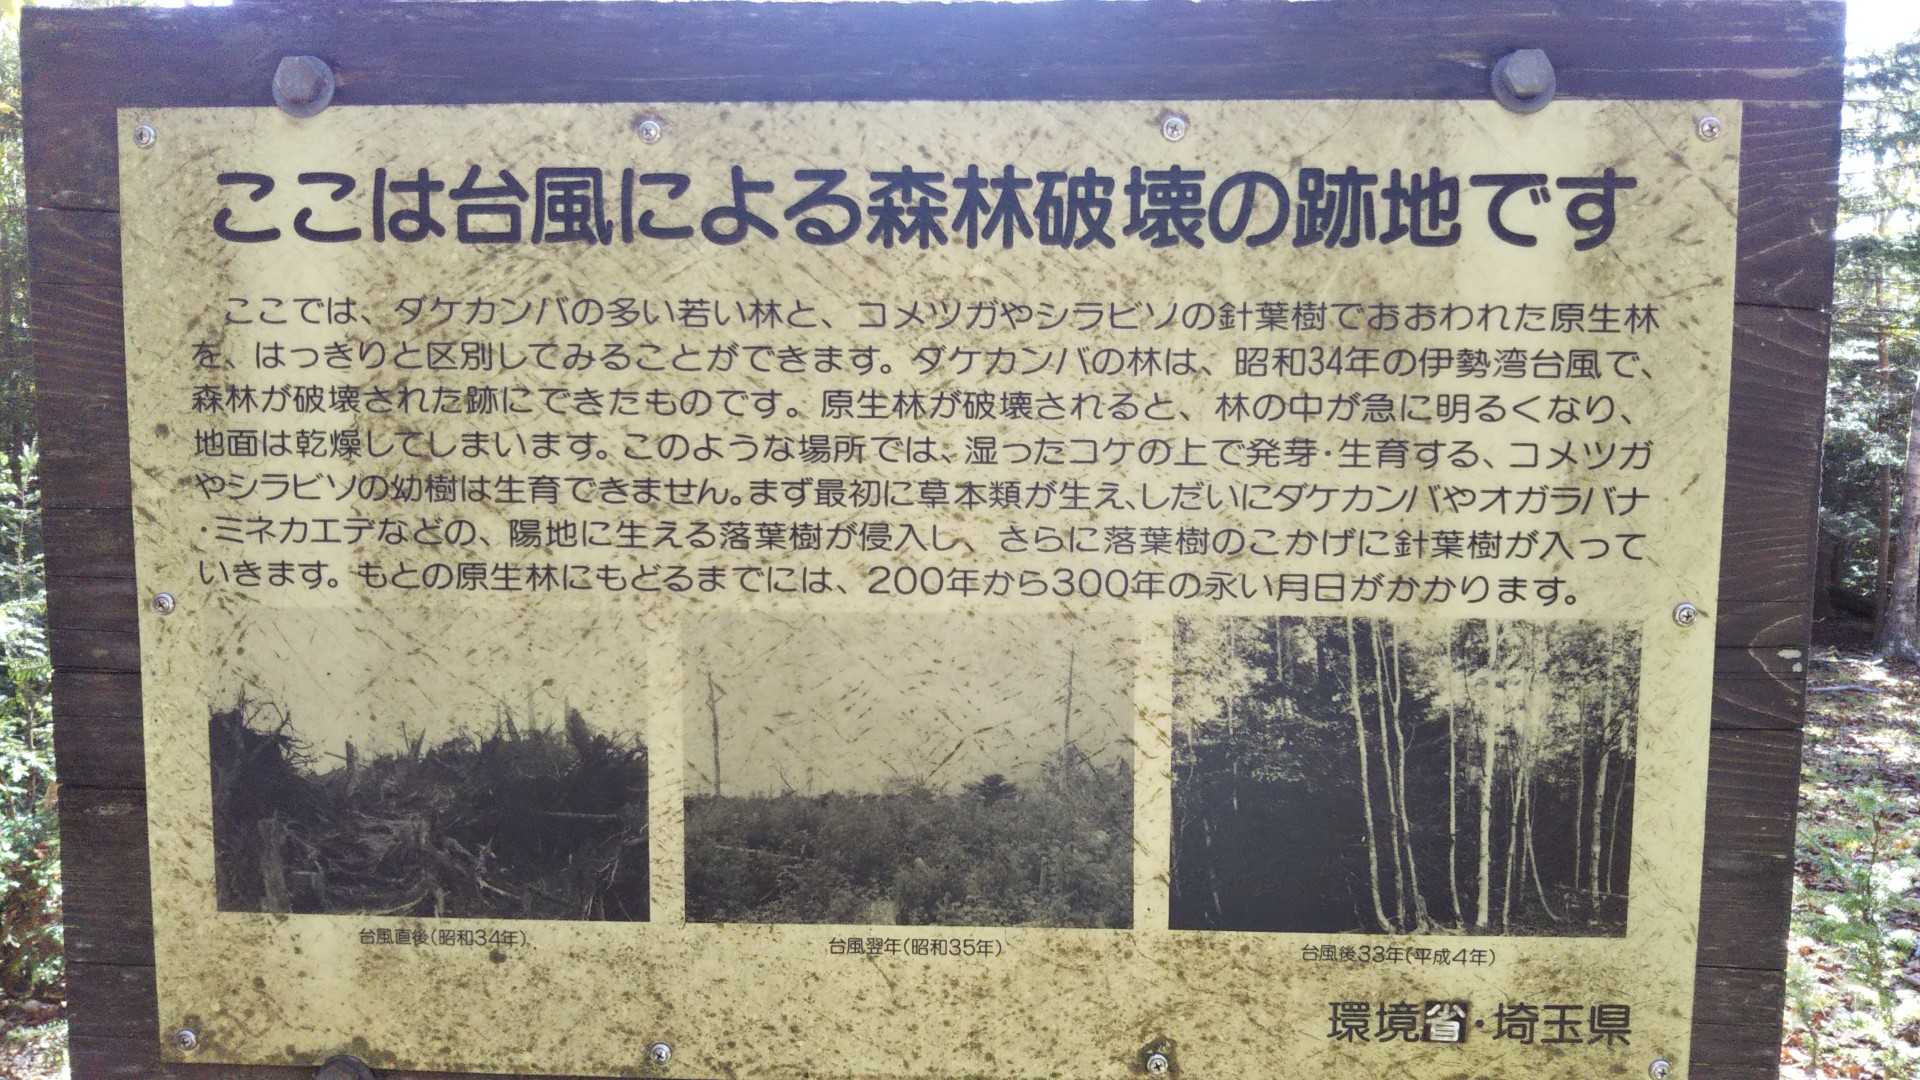 ここは台風による森林破壊の跡地です
ここでは、ダケカンバの多い若い林と、コメツガやシラビソの針葉樹でおおわれた原生林
を、はっきりと区別してみることができます。ダケカンバの林は、昭和34年の伊勢湾台風で、
森林が破壊された跡にできたものです。原生林が破壊されると、林の中が急に明るくなり、
地面は乾燥してしまいます。このような場所では、湿ったコケの上で発芽・生育する、コメツガ
やシラビソの幼樹は生育できません。まず最初に草本類が生え、しだいにダケカンバやオガラバナ
・ミネカエデなどの、陽地に生える落葉樹が侵入し、さらに落葉樹のこかげに針葉樹が入って
いきます。もとの原生林にもどるまでには、200年から300年の永い月日がかかります。
台風直後(昭和34年)
台風翌年(昭和35年)
台風後33年(平成4年)
環境省・埼玉県